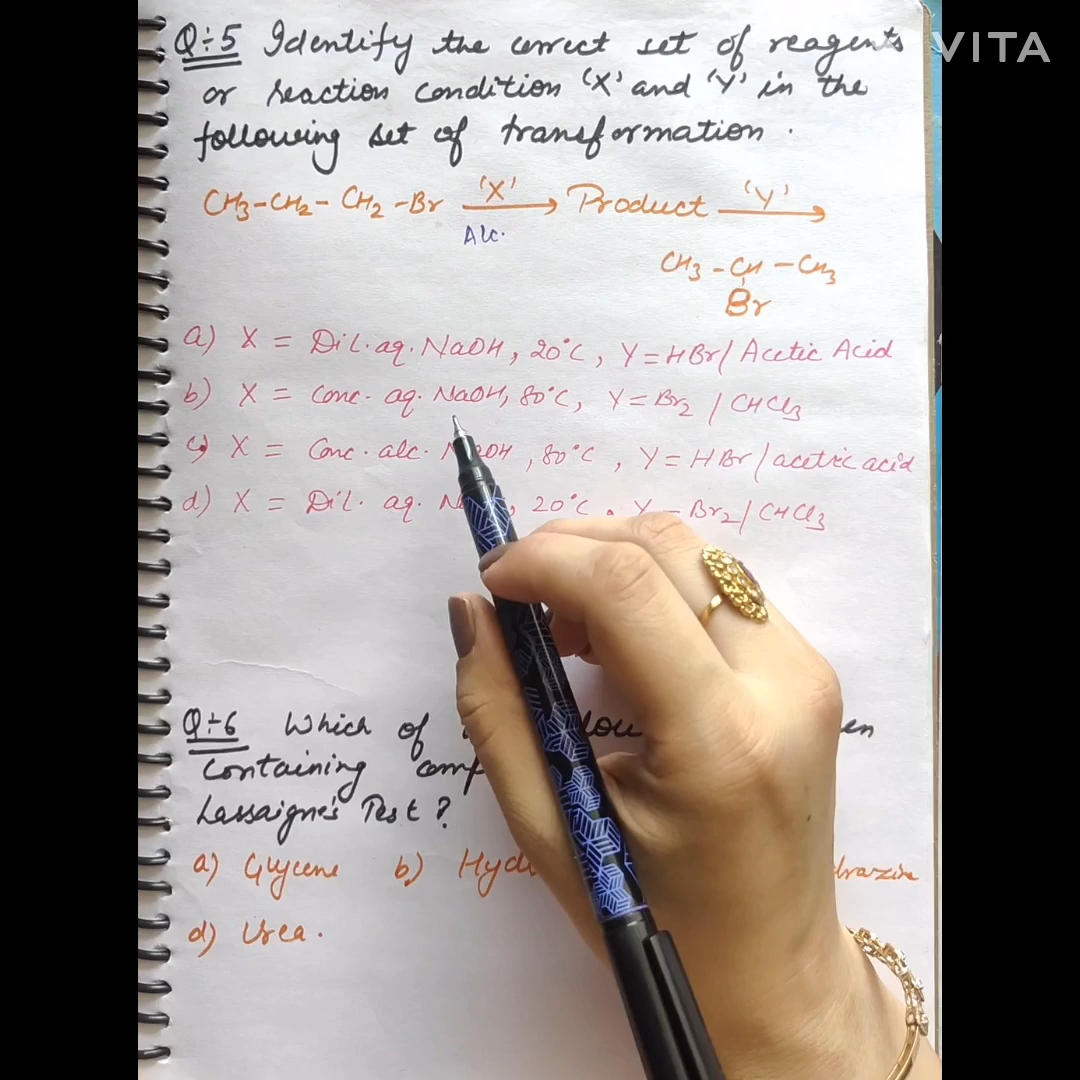 VITA
Q÷5 Identify the correct set of reagents
or reaction condition 'X' and 'Y' in the
following set of transformation.
CH3-CH2-CH2-Br 'X' Alc. → Product 'Y' →
CH3-CH-CH3
Br
a) X = Dil. aq. NaOH, 20°C, Y=HBr/Acetic Acid
b) X = Conc. aq. NaOH, 80°C, Y=Br2/CHCl3
c) X = Conc. alc. NaOH, 80°C, Y=HBr/acetic acid
d) X = Dil. aq. 20°C, Y=Br2/CHCl3
Q÷6 Which of
Containing
Lassaigne's Test?
a) Glycene b)
d) Urea.